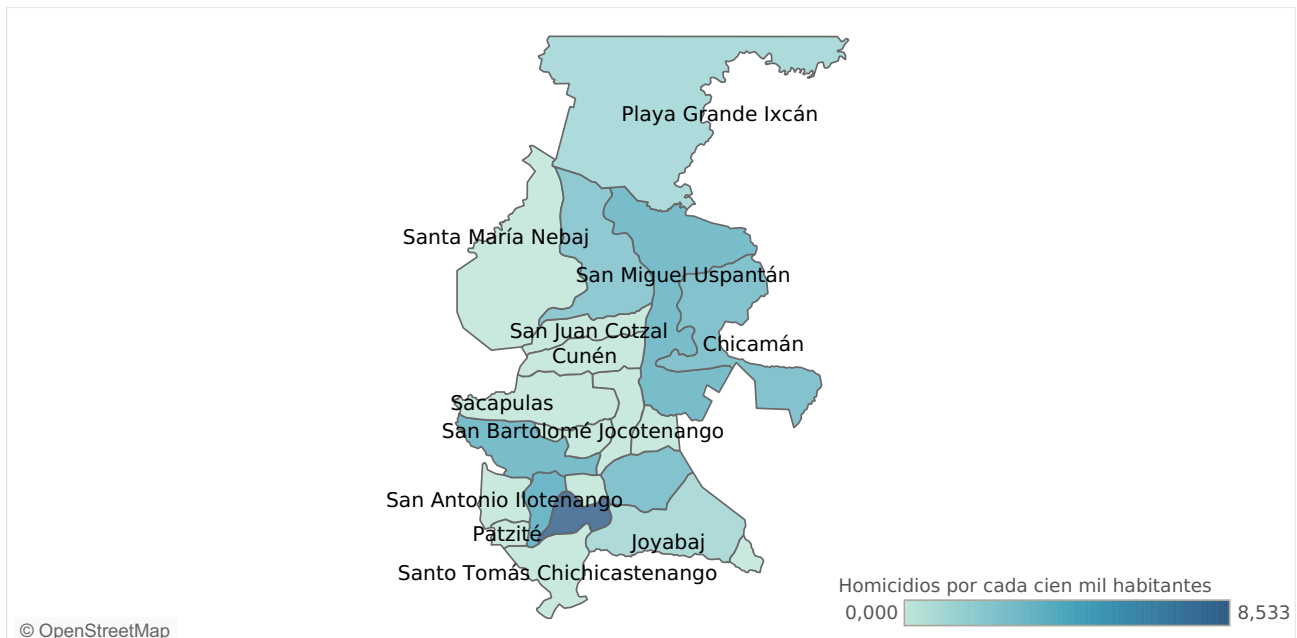 Playa Grande Ixcán
Santa María Nebaj
San Miguel Uspantán
San Juan Cotzal
Chicamán
Cunén
Sacapulas
San Bartolomé Jocotenango
San Antonio Ilotenango
Patzité
Joyabaj
Santo Tomás Chichicastenango
Homicidios por cada cien mil habitantes
0,000 8,533
© OpenStreetMap